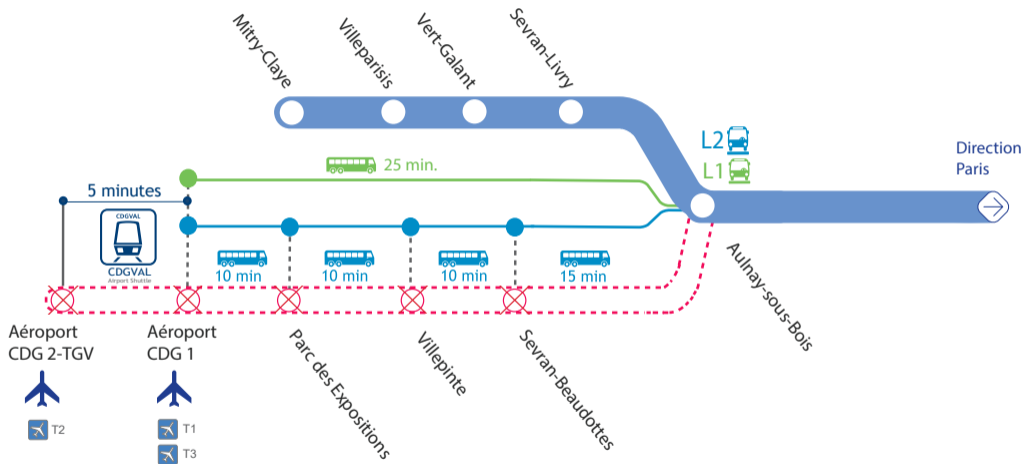 Mitry-Claye
Villeparisis
Vert-Galant
Sevran-Livry
L2
L1
Direction
Paris
25 min.
5 minutes
CDGVAL
CDGVAL
Airport Shuttle
10 min
10 min
10 min
15 min
Aéroport
CDG 2-TGV
T2
Aéroport
CDG 1
T1
T3
Parc des Expositions
Villepinte
Sevran-Beaudottes
Aulnay-sous-Bois